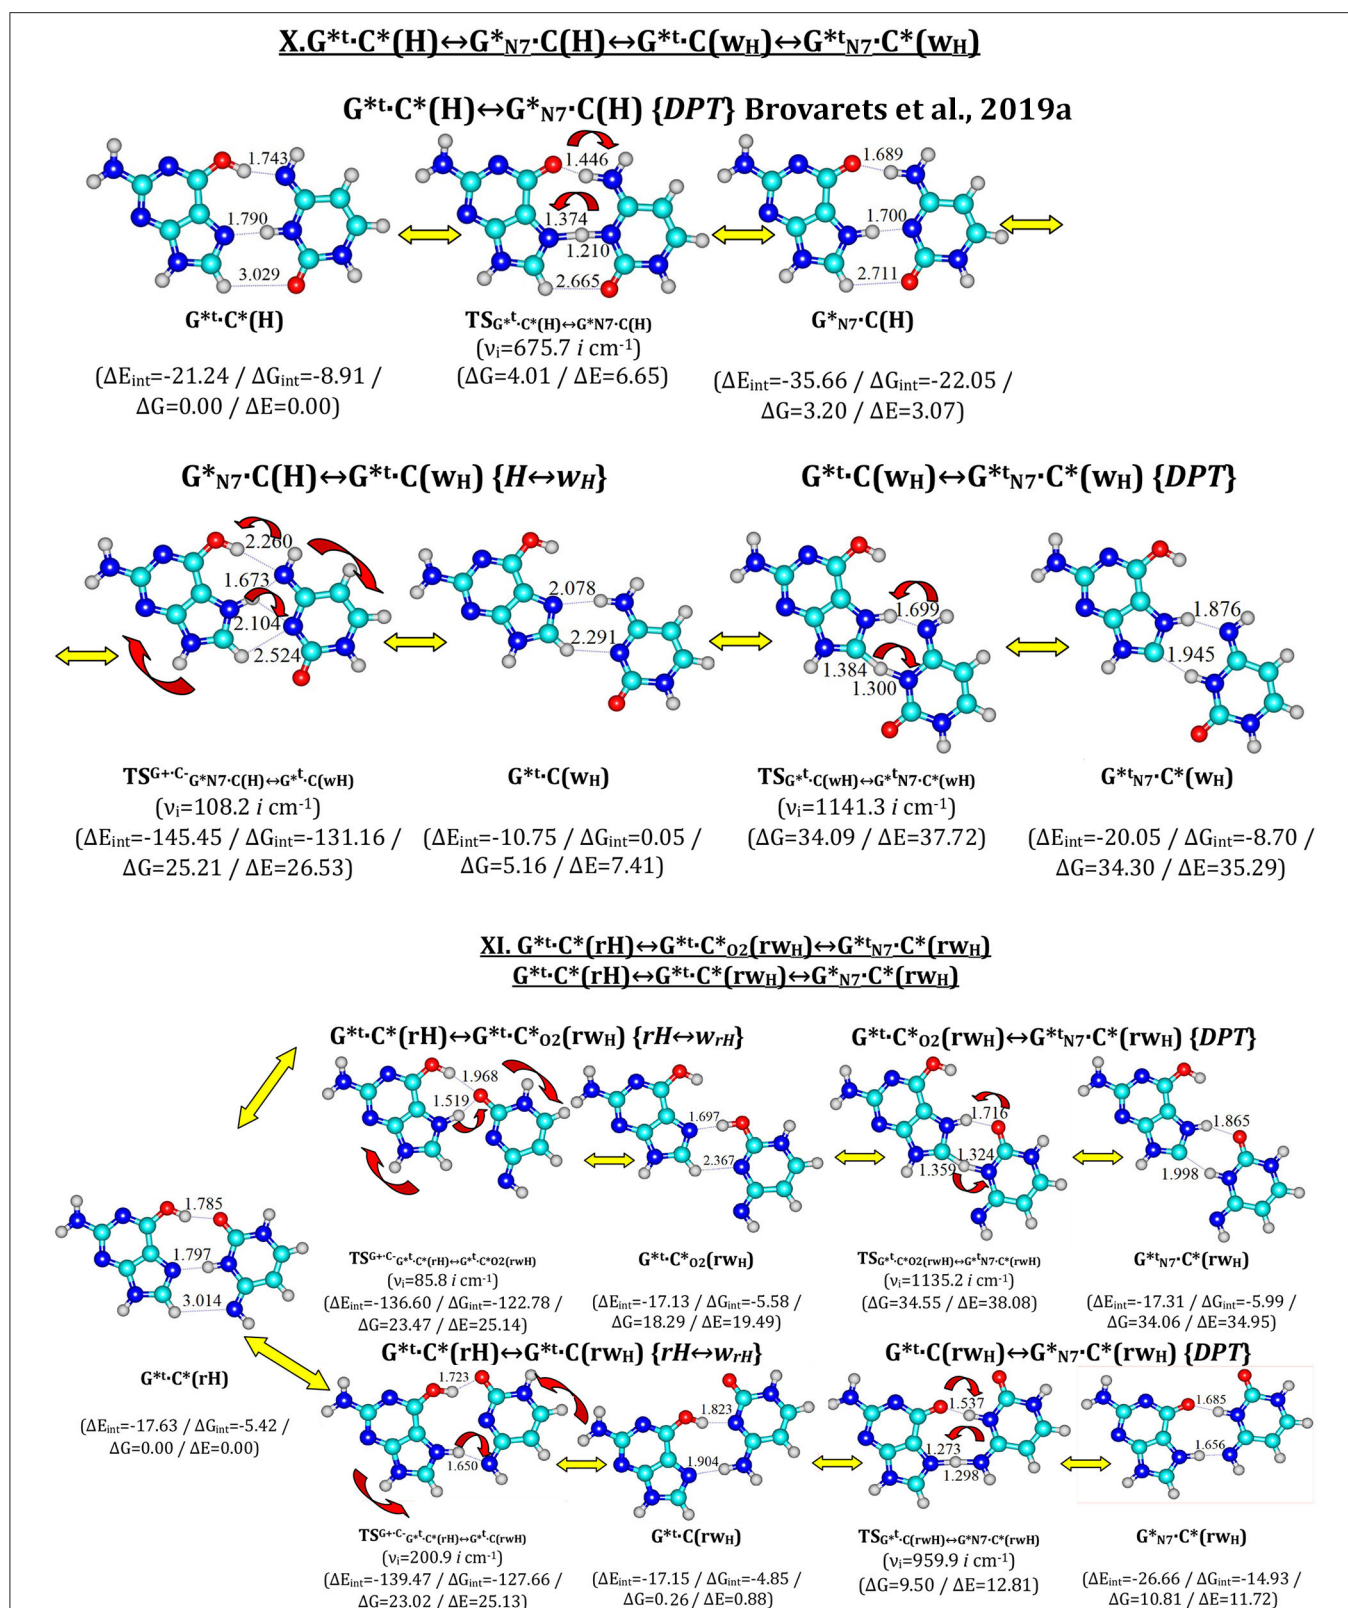 X.G*ᵗ·C*(H)↔G*N7·C(H)↔G*ᵗ·C(wH)↔G*ᵗN7·C*(wH)
G*ᵗ·C*(H)↔G*N7·C(H) {DPT} Brovarets et al., 2019a
1.743
1.790
3.029
1.446
1.374
1.210
2.665
1.689
1.700
2.711
G*ᵗ·C*(H)
(ΔEint=-21.24 / ΔGint=-8.91 /
ΔG=0.00 / ΔE=0.00)
TSG*ᵗ·C*(H)↔G*N7·C(H)
(νi=675.7 i cm⁻¹)
(ΔG=4.01 / ΔE=6.65)
G*N7·C(H)
(ΔEint=-35.66 / ΔGint=-22.05 /
ΔG=3.20 / ΔE=3.07)
G*N7·C(H)↔G*ᵗ·C(wH) {H↔wH}
G*ᵗ·C(wH)↔G*ᵗN7·C*(wH) {DPT}
2.260
1.673
2.104
2.524
2.078
2.291
1.699
1.384
1.300
1.876
1.945
TSG+·C-G*N7·C(H)↔G*ᵗ·C(wH)
(νi=108.2 i cm⁻¹)
(ΔEint=-145.45 / ΔGint=-131.16 /
ΔG=25.21 / ΔE=26.53)
G*ᵗ·C(wH)
(ΔEint=-10.75 / ΔGint=0.05 /
ΔG=5.16 / ΔE=7.41)
TSG*ᵗ·C(wH)↔G*ᵗN7·C*(wH)
(νi=1141.3 i cm⁻¹)
(ΔG=34.09 / ΔE=37.72)
G*ᵗN7·C*(wH)
(ΔEint=-20.05 / ΔGint=-8.70 /
ΔG=34.30 / ΔE=35.29)
XI. G*ᵗ·C*(rH)↔G*ᵗ·C*O2(rwH)↔G*ᵗN7·C*(rwH)
G*ᵗ·C*(rH)↔G*ᵗ·C*(rwH)↔G*N7·C*(rwH)
G*ᵗ·C*(rH)↔G*ᵗ·C*O2(rwH) {rH↔wrH}
G*ᵗ·C*O2(rwH)↔G*ᵗN7·C*(rwH) {DPT}
1.968
1.519
1.697
2.367
1.716
1.324
1.359
1.865
1.998
TSG+·C-G*ᵗ·C*(rH)↔G*ᵗ·C*O2(rwH)
(νi=85.8 i cm⁻¹)
(ΔEint=-136.60 / ΔGint=-122.78 /
ΔG=23.47 / ΔE=25.14)
G*ᵗ·C*O2(rwH)
(ΔEint=-17.13 / ΔGint=-5.58 /
ΔG=18.29 / ΔE=19.49)
TSG*ᵗ·C*O2(rwH)↔G*ᵗN7·C*(rwH)
(νi=1135.2 i cm⁻¹)
(ΔG=34.55 / ΔE=38.08)
G*ᵗN7·C*(rwH)
(ΔEint=-17.31 / ΔGint=-5.99 /
ΔG=34.06 / ΔE=34.95)
1.785
1.797
3.014
G*ᵗ·C*(rH)
(ΔEint=-17.63 / ΔGint=-5.42 /
ΔG=0.00 / ΔE=0.00)
G*ᵗ·C*(rH)↔G*ᵗ·C(rwH) {rH↔wrH}
G*ᵗ·C(rwH)↔G*N7·C*(rwH) {DPT}
1.723
1.650
1.823
1.904
1.537
1.273
1.298
1.685
1.656
TSG+·C-G*ᵗ·C*(rH)↔G*ᵗ·C(rwH)
(νi=200.9 i cm⁻¹)
(ΔEint=-139.47 / ΔGint=-127.66 /
ΔG=23.02 / ΔE=25.13)
G*ᵗ·C(rwH)
(ΔEint=-17.15 / ΔGint=-4.85 /
ΔG=0.26 / ΔE=0.88)
TSG*ᵗ·C(rwH)↔G*N7·C*(rwH)
(νi=959.9 i cm⁻¹)
(ΔG=9.50 / ΔE=12.81)
G*N7·C*(rwH)
(ΔEint=-26.66 / ΔGint=-14.93 /
ΔG=10.81 / ΔE=11.72)